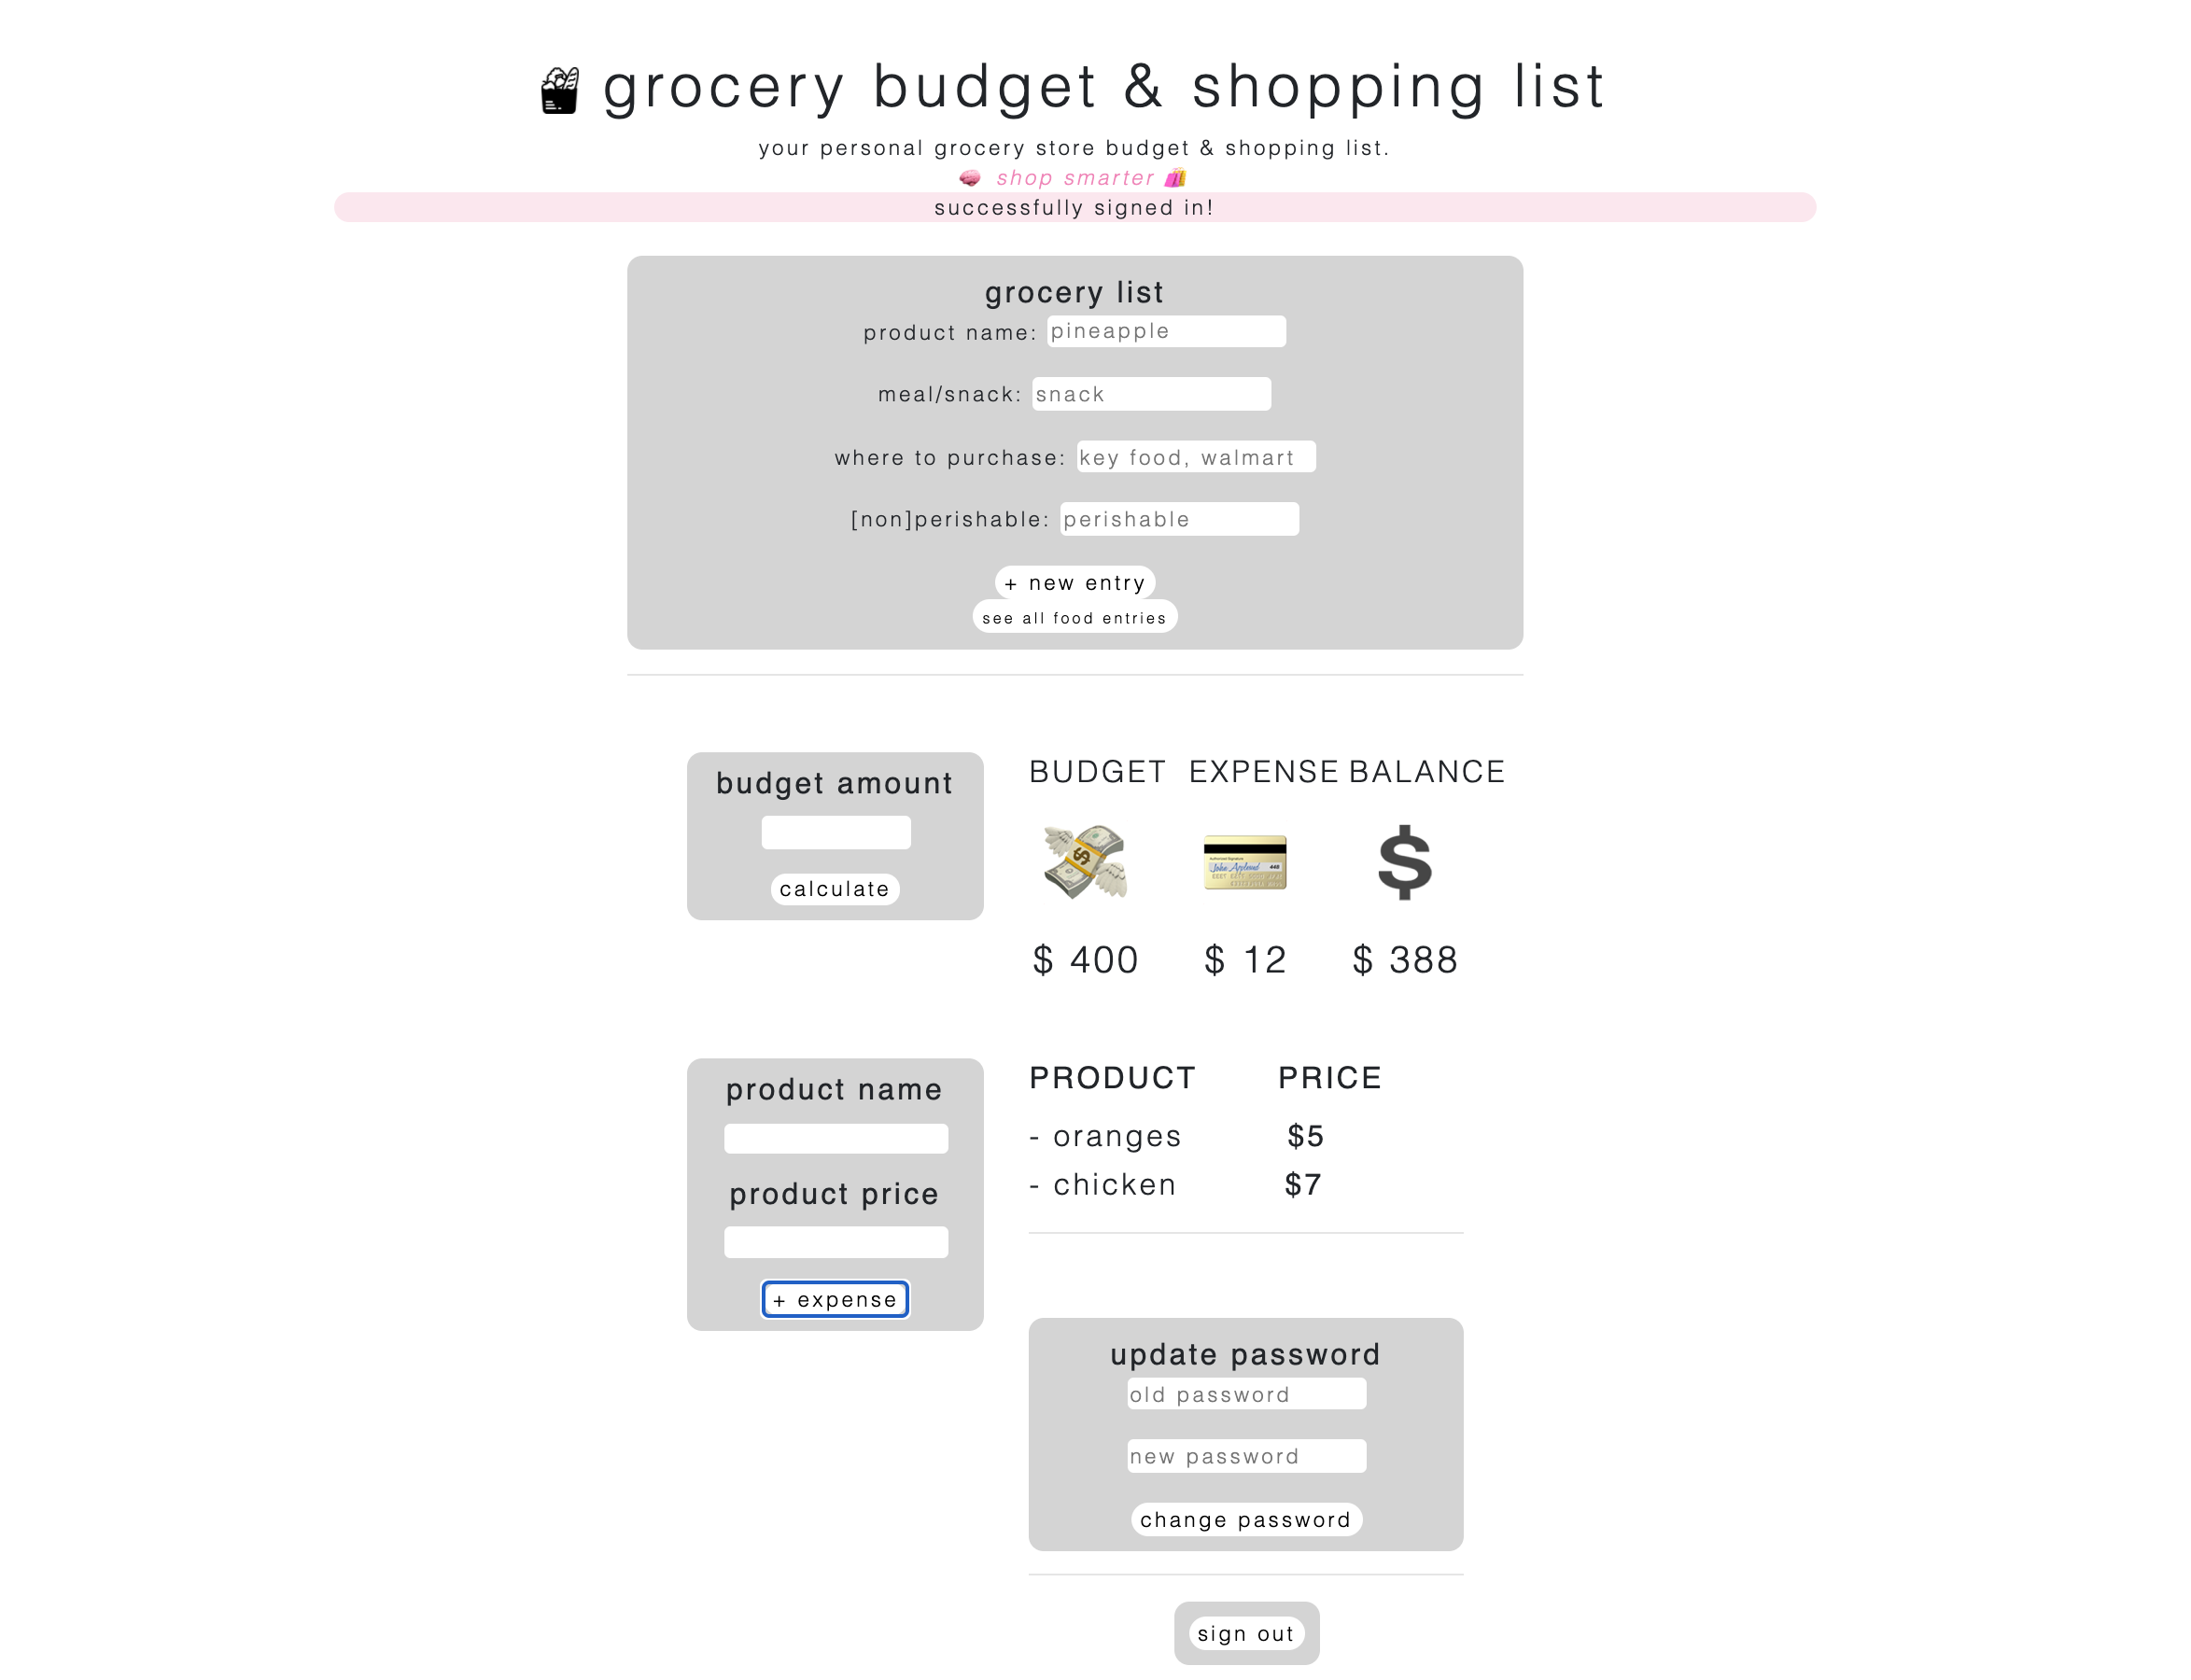 grocery budget & shopping list
your personal grocery store budget & shopping list.
shop smarter
successfully signed in!
grocery list
product name: pineapple
meal/snack: snack
where to purchase: key food, walmart
[non]perishable: perishable
+ new entry
see all food entries
budget amount
calculate
BUDGET EXPENSE BALANCE
$ 400 $ 12 $ 388
product name
product price
+ expense
PRODUCT PRICE
- oranges $5
- chicken $7
update password
old password
new password
change password
sign out